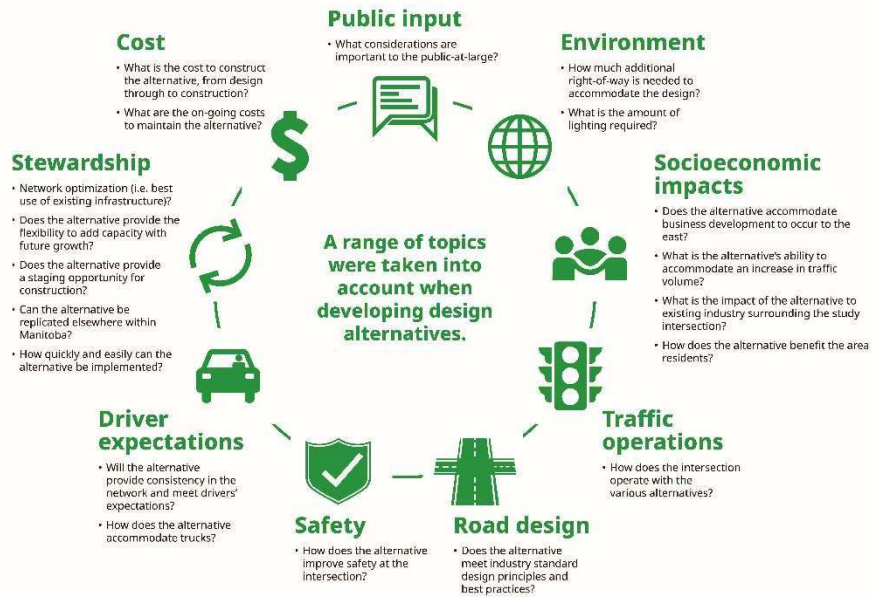 Public input
• What considerations are
important to the public-at-large?
Environment
• How much additional
right-of-way is needed to
accommodate the design?
• What is the amount of
lighting required?
Socioeconomic
impacts
• Does the alternative accommodate
business development to occur to the
east?
• What is the alternative's ability to
accommodate an increase in traffic
volume?
• What is the impact of the alternative to
existing industry surrounding the study
intersection?
• How does the alternative benefit the area
residents?
Traffic
operations
• How does the intersection
operate with the
various alternatives?
Road design
• Does the alternative
meet industry standard
design principles and
best practices?
Safety
• How does the alternative
improve safety at the
intersection?
Driver
expectations
• Will the alternative
provide consistency in the
network and meet drivers'
expectations?
• How does the alternative
accommodate trucks?
Stewardship
• Network optimization (i.e. best
use of existing infrastructure)?
• Does the alternative provide the
flexibility to add capacity with
future growth?
• Does the alternative provide
a staging opportunity for
construction?
• Can the alternative be
replicated elsewhere within
Manitoba?
• How quickly and easily can the
alternative be implemented?
Cost
• What is the cost to construct
the alternative, from design
through to construction?
• What are the on-going costs
to maintain the alternative?
A range of topics
were taken into
account when
developing design
alternatives.